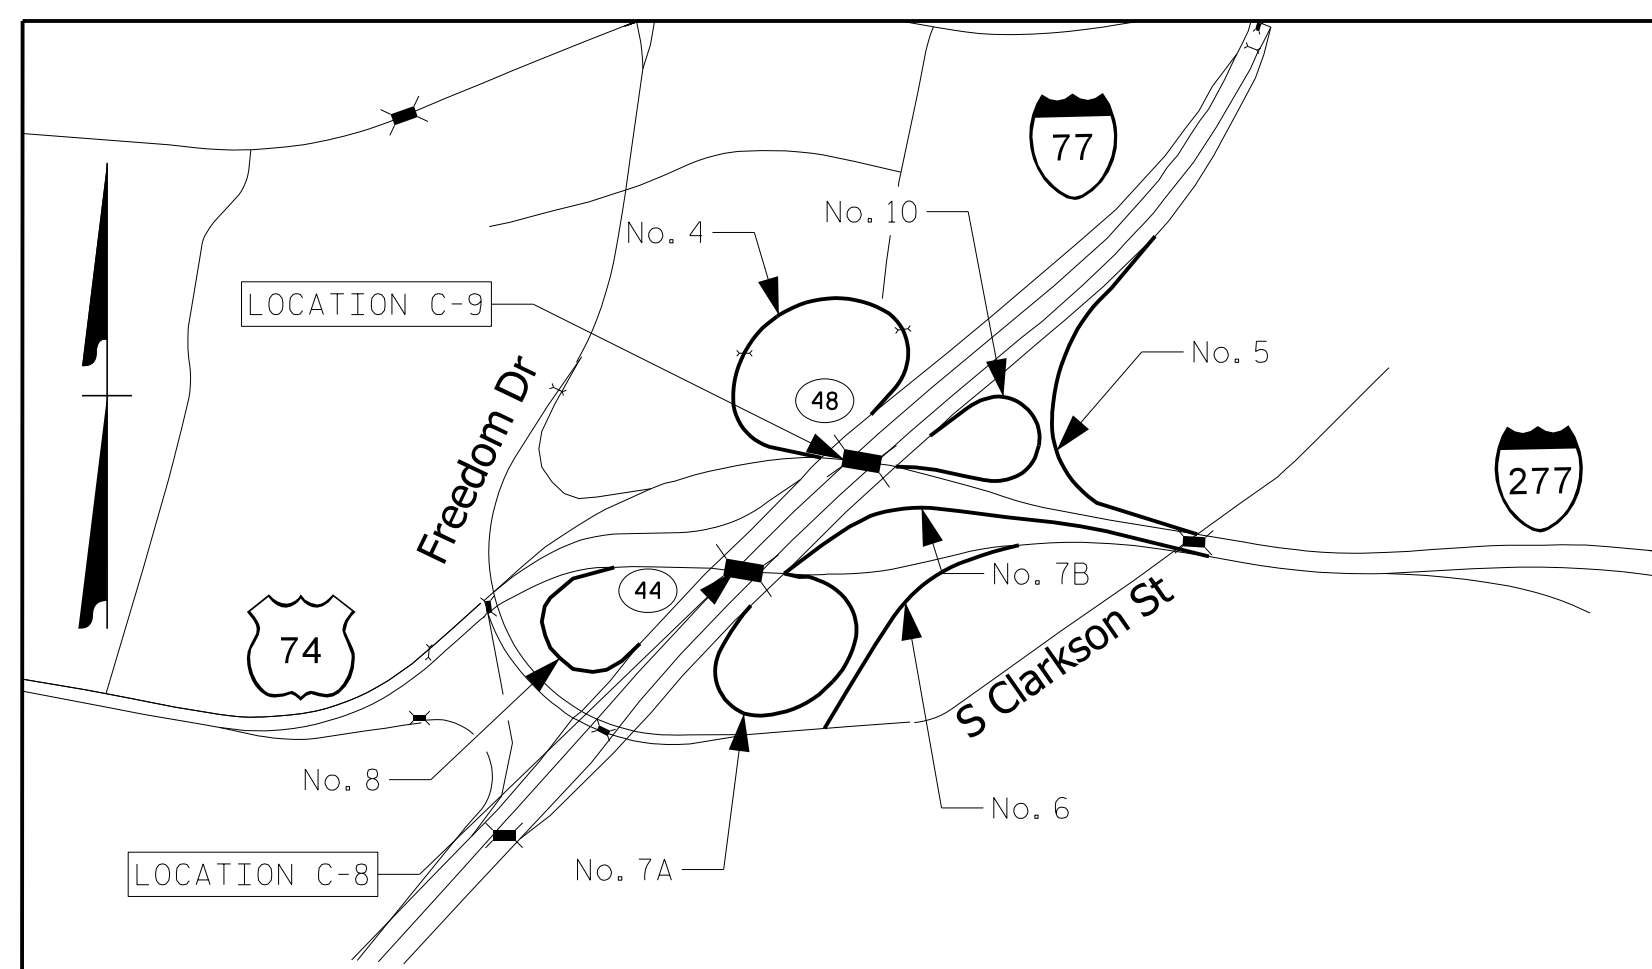 77
No. 10
No. 4
LOCATION C-9
No. 5
48
Freedom Dr
277
No. 7B
44
S Clarkson St
74
No. 8
No. 6
No. 7A
LOCATION C-8